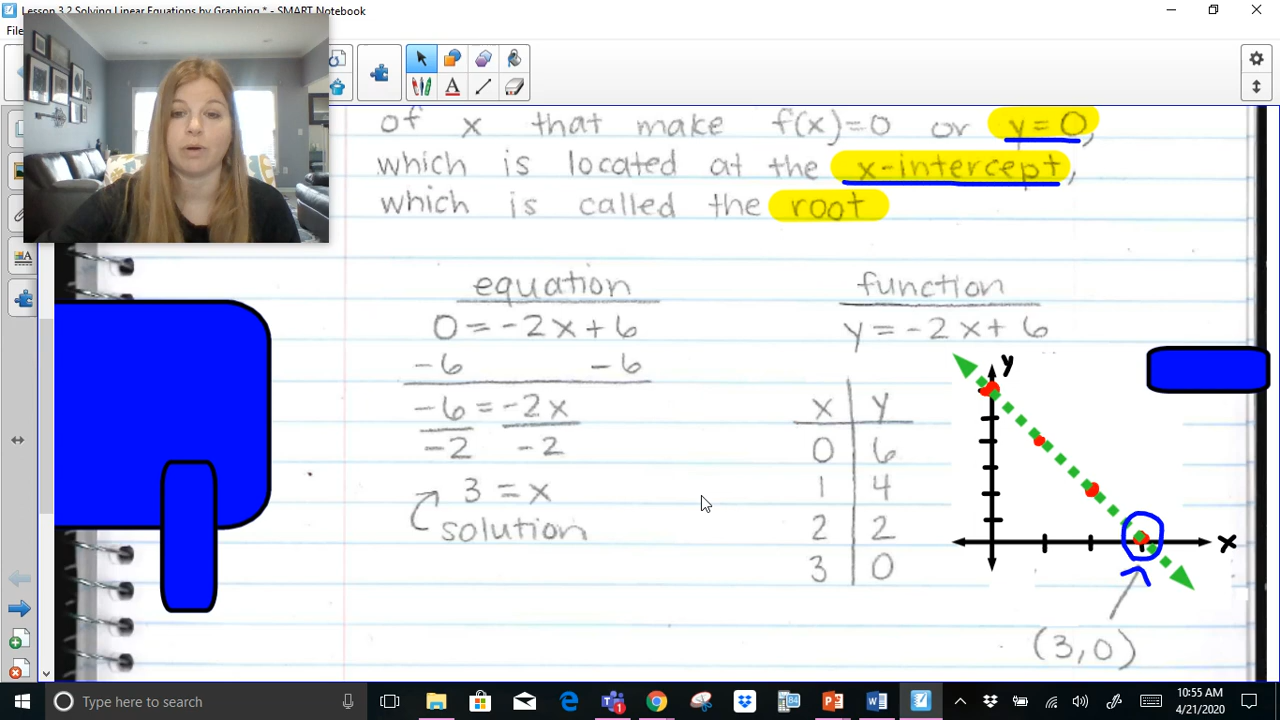 Lesson 3.2 Solving Linear Equations by Graphing * - SMART Notebook
File
of x that make f(x)=0 or y=0,
which is located at the x-intercept,
which is called the root
equation
function
0=-2x+6
y=-2x+6
-6 -6
y
-6=-2x
x y
-2 -2
0 6
3=x
1 4
solution
2 2
x
3 0
(3,0)
Type here to search
10:55 AM
4/21/2020